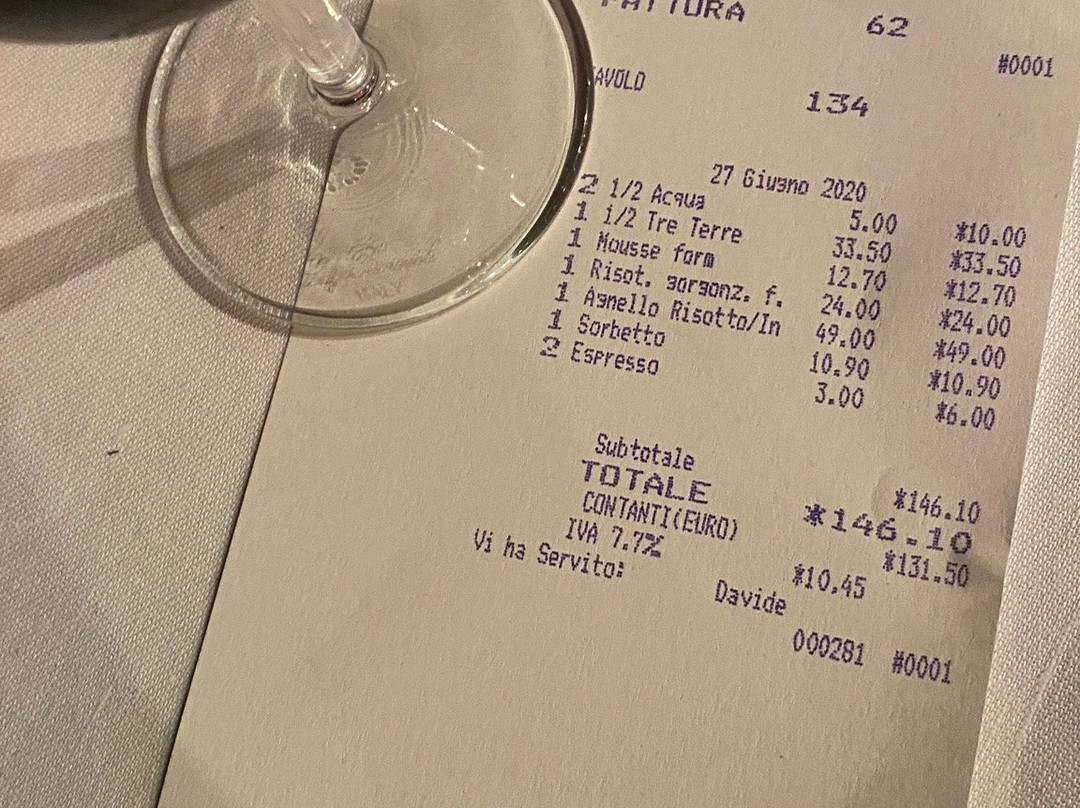 FATTURA 62
#0001
TAVOLO 134
27 Giugno 2020
2 1/2 Acqua 5.00 *10.00
1 1/2 Tre Terre 33.50 *33.50
1 Mousse form 12.70 *12.70
1 Risot. gorgonz. f. 24.00 *24.00
1 Agnello Risotto/In 49.00 *49.00
1 Sorbetto 10.90 *10.90
2 Espresso 3.00 *6.00
Subtotale *146.10
TOTALE *146.10
CONTANTI(EURO) *131.50
IVA 7.7% *10.45
Vi ha Servito: Davide
000281 #0001
ITALY